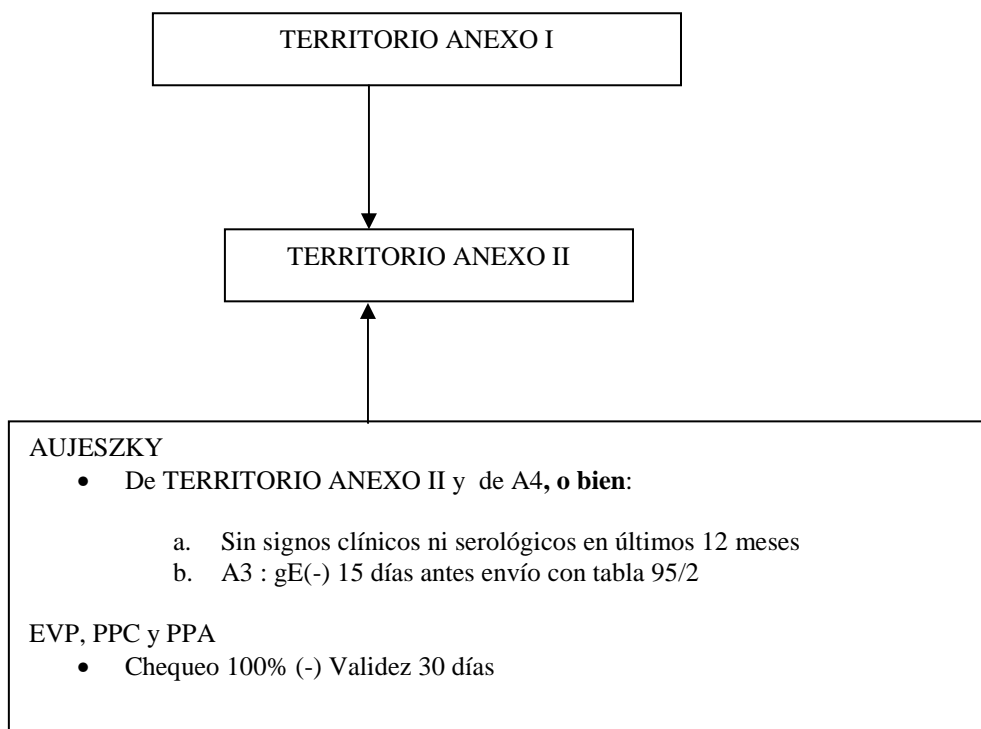 TERRITORIO ANEXO I
TERRITORIO ANEXO II
AUJESZKY
• De TERRITORIO ANEXO II y de A4, o bien:
a. Sin signos clínicos ni serológicos en últimos 12 meses
b. A3 : gE(-) 15 días antes envío con tabla 95/2
EVP, PPC y PPA
• Chequeo 100% (-) Validez 30 días